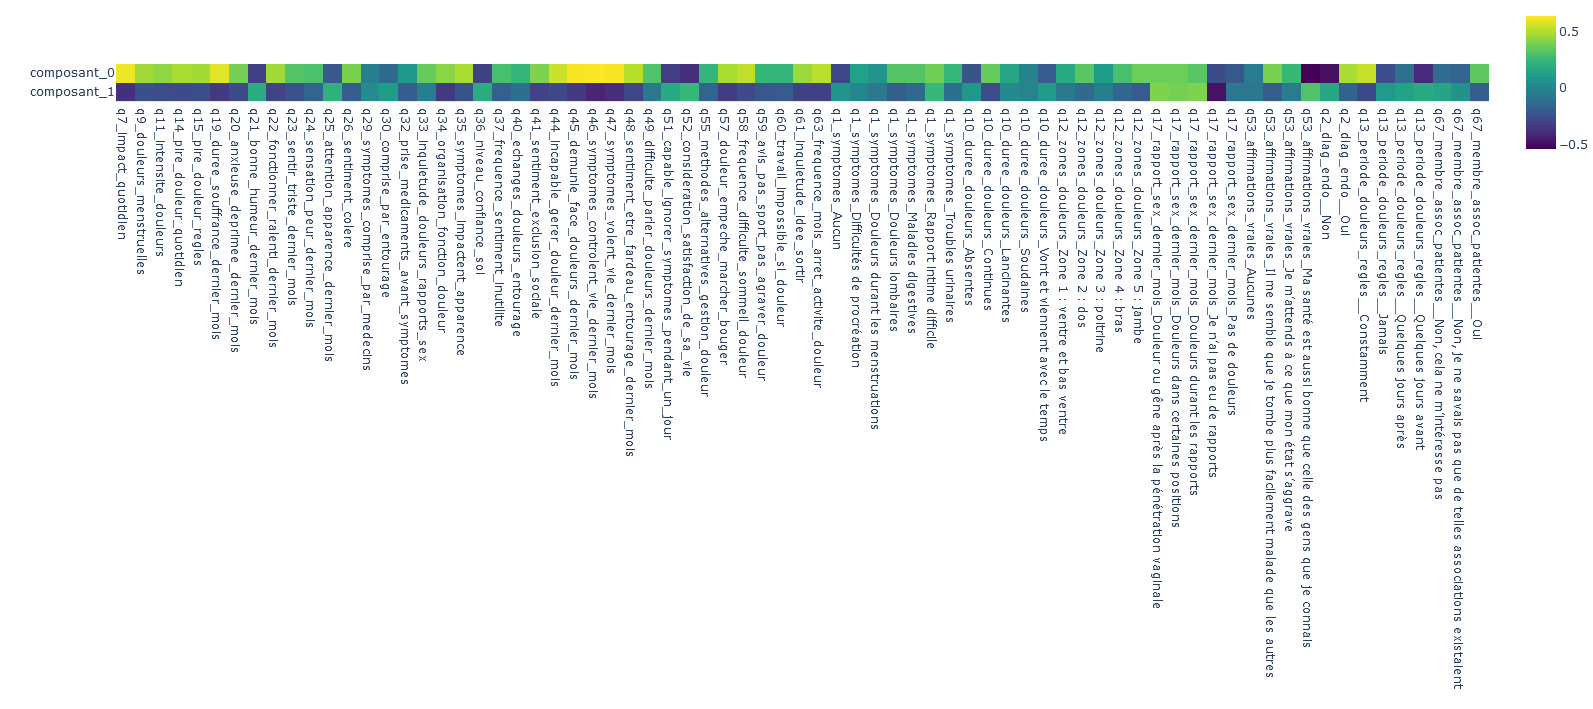 0.5
−0.5
composant_0
composant_1
q7_impact_quotidien
q9_douleurs_menstruelles
q11_intensite_douleurs
q14_pire_douleur_quotidien
q15_pire_douleur_regles
q19_duree_souffrance_dernier_mois
q20_anxieuse_deprimee_dernier_mois
q21_bonne_humeur_dernier_mois
q22_fonctionner_ralenti_dernier_mois
q23_sentir_triste_dernier_mois
q24_sensation_peur_dernier_mois
q25_attention_apparence_dernier_mois
q26_sentiment_colere
q29_symptomes_comprise_par_medecins
q30_comprise_par_entourage
q32_prise_medicaments_avant_symptomes
q33_inquietude_douleurs_rapports_sex
q34_organisation_fonction_douleur
q35_symptomes_impactent_apparence
q36_niveau_confiance_soi
q37_frequence_sentiment_inutilite
q40_echanges_douleurs_entourage
q41_sentiment_exclusion_sociale
q44_incapable_gerer_douleur_dernier_mois
q45_demunie_face_douleurs_dernier_mois
q46_symptomes_controlent_vie_dernier_mois
q47_symptomes_volent_vie_dernier_mois
q48_sentiment_etre_fardeau_entourage_dernier_mois
q49_difficulte_parler_douleurs_dernier_mois
q51_capable_ignorer_symptomes_pendant_un_jour
q52_consideration_satisfaction_de_sa_vie
q55_methodes_alternatives_gestion_douleur
q57_douleur_empeche_marcher_bouger
q58_frequence_difficulte_sommeil_douleur
q59_avis_pas_sport_pas_agraver_douleur
q60_travail_impossible_si_douleur
q61_inquietude_idee_sortir
q63_frequence_mois_arret_activite_douleur
q1_symptomes_Aucun
q1_symptomes_Difficultés de procréation
q1_symptomes_Douleurs durant les menstruations
q1_symptomes_Douleurs lombaires
q1_symptomes_Maladies digestives
q1_symptomes_Rapport intime difficile
q1_symptomes_Troubles urinaires
q10_duree_douleurs_Absentes
q10_duree_douleurs_Continues
q10_duree_douleurs_Lancinantes
q10_duree_douleurs_Soudaines
q10_duree_douleurs_Vont et viennent avec le temps
q12_zones_douleurs_Zone 1 : ventre et bas ventre
q12_zones_douleurs_Zone 2 : dos
q12_zones_douleurs_Zone 3 : poitrine
q12_zones_douleurs_Zone 4 : bras
q12_zones_douleurs_Zone 5 : jambe
q17_rapport_sex_dernier_mois_Douleur ou gêne après la pénétration vaginale
q17_rapport_sex_dernier_mois_Douleurs dans certaines positions
q17_rapport_sex_dernier_mois_Douleurs durant les rapports
q17_rapport_sex_dernier_mois_Je n'ai pas eu de rapports
q17_rapport_sex_dernier_mois_Pas de douleurs
q53_affirmations_vraies_Aucunes
q53_affirmations_vraies_Il me semble que je tombe plus facilement malade que les autres
q53_affirmations_vraies_Je m'attends à ce que mon état s'aggrave
q53_affirmations_vraies_Ma santé est aussi bonne que celle des gens que je connais
q2_diag_endo__Non
q2_diag_endo__Oui
q13_periode_douleurs_regles__Constamment
q13_periode_douleurs_regles__Jamais
q13_periode_douleurs_regles__Quelques jours après
q13_periode_douleurs_regles__Quelques jours avant
q67_membre_assoc_patientes__Non, cela ne m'intéresse pas
q67_membre_assoc_patientes__Non, je ne savais pas que de telles associations existaient
q67_membre_assoc_patientes__Oui